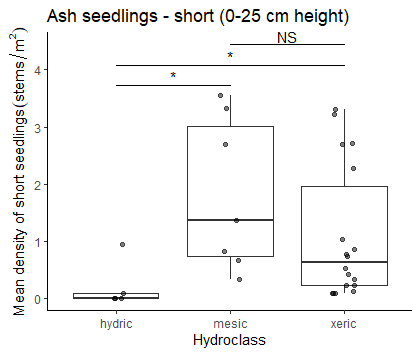 Ash seedlings - short (0-25 cm height)
NS
*
*
4
3
2
1
0
Mean density of short seedlings (stems/m²)
hydric mesic xeric
Hydroclass